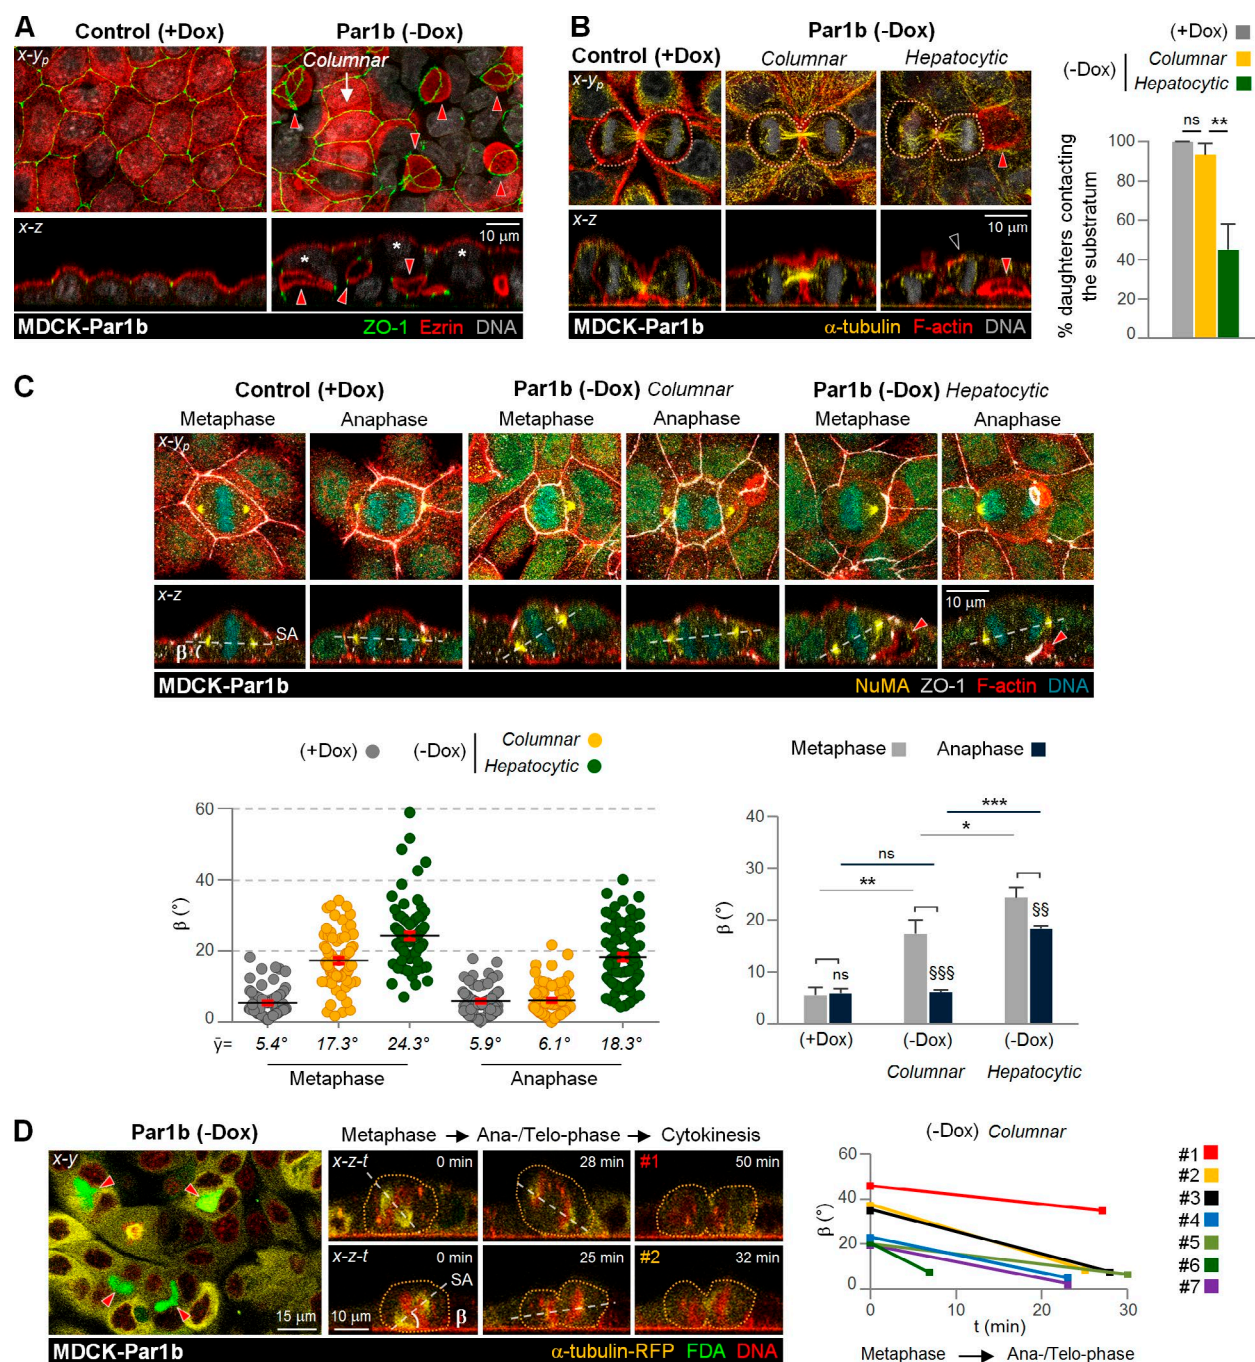 A
Control (+Dox)
Par1b (-Dox)
x-yp
Columnar
x-z
10 µm
*
*
*
MDCK-Par1b
ZO-1 Ezrin DNA
B
Par1b (-Dox)
Control (+Dox)
Columnar
Hepatocytic
x-yp
x-z
10 µm
MDCK-Par1b
α-tubulin F-actin DNA
(+Dox)
(-Dox)
Columnar
Hepatocytic
ns
**
% daughters contacting
the substratum
100
80
60
40
20
0
C
Control (+Dox)
Par1b (-Dox) Columnar
Par1b (-Dox) Hepatocytic
Metaphase
Anaphase
Metaphase
Anaphase
Metaphase
Anaphase
x-yp
x-z
SA
β
10 µm
MDCK-Par1b
NuMA ZO-1 F-actin DNA
(+Dox)
(-Dox)
Columnar
Hepatocytic
β (°)
60
40
20
0
ȳ= 5.4° 17.3° 24.3° 5.9° 6.1° 18.3°
Metaphase
Anaphase
Metaphase
Anaphase
β (°)
40
30
20
10
0
***
*
ns
**
ns
§§§
§§
(+Dox)
(-Dox)
(-Dox)
Columnar
Hepatocytic
D
Par1b (-Dox)
x-y
15 µm
Metaphase
Ana-/Telo-phase
Cytokinesis
x-z-t
0 min
28 min
#1
50 min
x-z-t
0 min
25 min
#2
32 min
SA
β
10 µm
MDCK-Par1b
α-tubulin-RFP FDA DNA
(-Dox) Columnar
β (°)
60
40
20
0
0
10
20
30
t (min)
Metaphase
Ana-/Telo-phase
#1
#2
#3
#4
#5
#6
#7